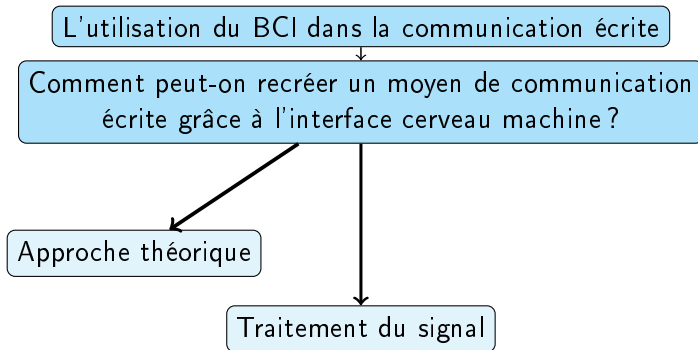 L'utilisation du BCI dans la communication écrite
Comment peut-on recréer un moyen de communication
écrite grâce à l'interface cerveau machine ?
Approche théorique
Traitement du signal